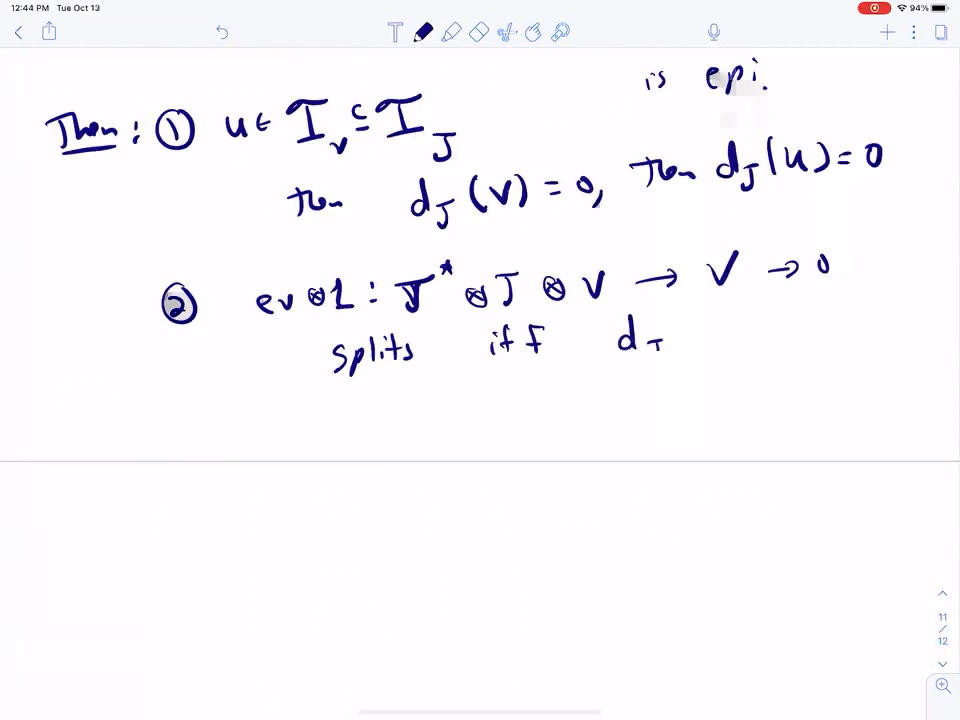 12:44 PM Tue Oct 13 94%
is epi.
Then: ① u ∈ I_V ⊆ I_J
then d_J(V) = 0, then d_J(u) = 0
② ev ⊗ 1 : J* ⊗ J ⊗ V → V → 0
splits iff d_J
11
/
12